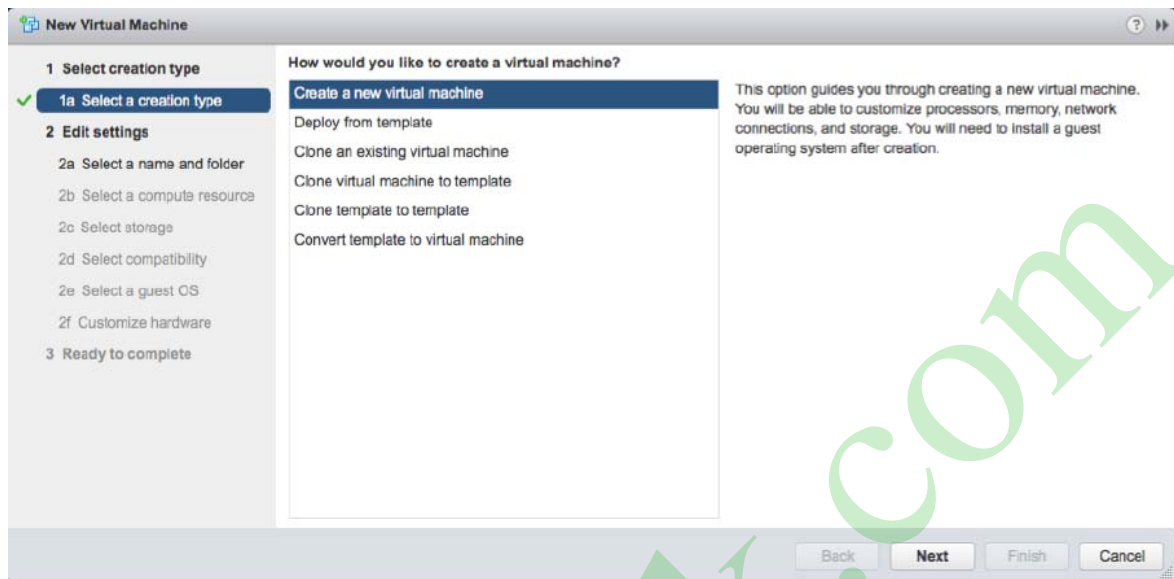 New Virtual Machine
?
1 Select creation type
1a Select a creation type
2 Edit settings
2a Select a name and folder
2b Select a compute resource
2c Select storage
2d Select compatibility
2e Select a guest OS
2f Customize hardware
3 Ready to complete
How would you like to create a virtual machine?
Create a new virtual machine
Deploy from template
Clone an existing virtual machine
Clone virtual machine to template
Clone template to template
Convert template to virtual machine
This option guides you through creating a new virtual machine.
You will be able to customize processors, memory, network
connections, and storage. You will need to install a guest
operating system after creation.
.com
Back Next Finish Cancel